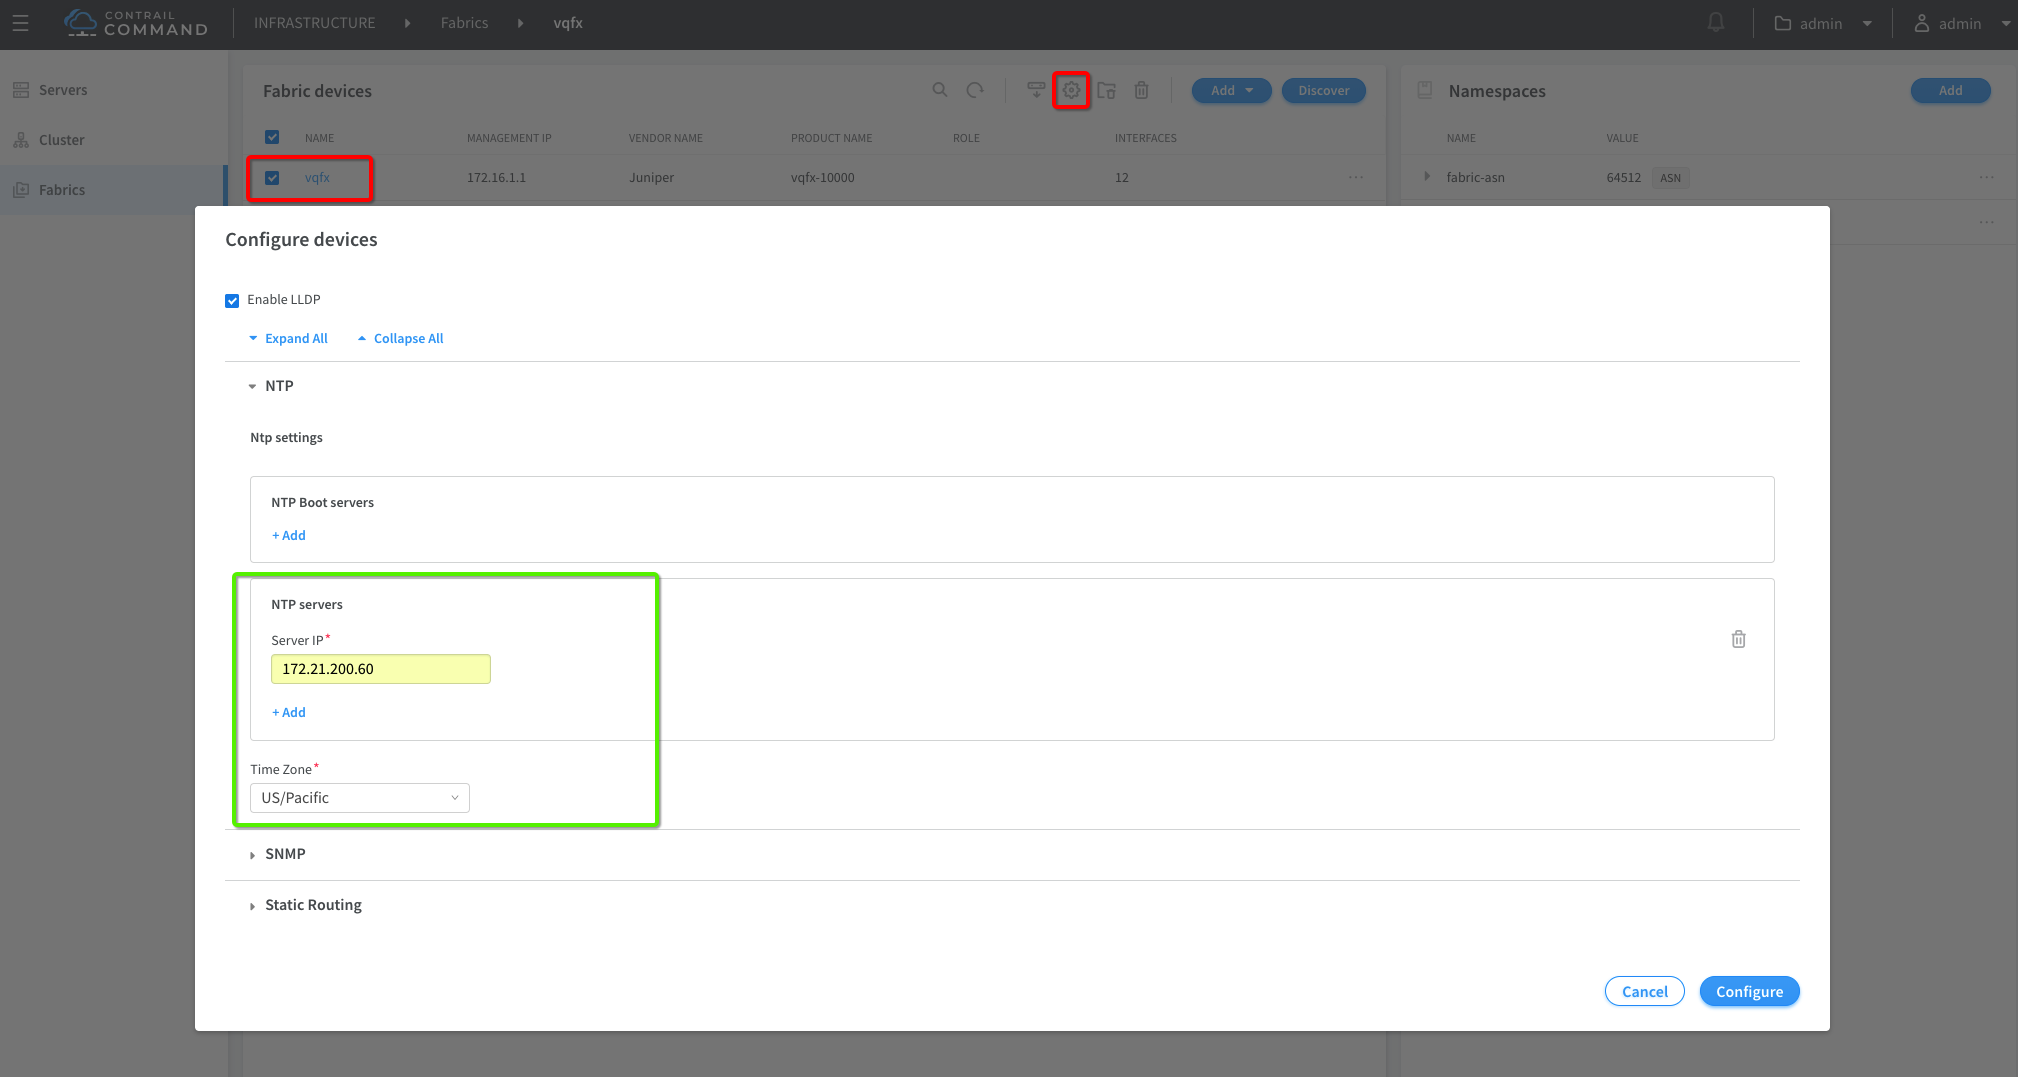 CONTRAIL
COMMAND
INFRASTRUCTURE Fabrics vqfx admin admin
Servers
Cluster
Fabrics
Fabric devices Add Discover
NAME MANAGEMENT IP VENDOR NAME PRODUCT NAME ROLE INTERFACES
vqfx 172.16.1.1 Juniper vqfx-10000 12 ...
Namespaces Add
NAME VALUE
fabric-asn 64512 ASN ...
...
Configure devices
Enable LLDP
Expand All Collapse All
NTP
Ntp settings
NTP Boot servers
+ Add
NTP servers
Server IP*
172.21.200.60
+ Add
Time Zone*
US/Pacific
SNMP
Static Routing
Cancel Configure